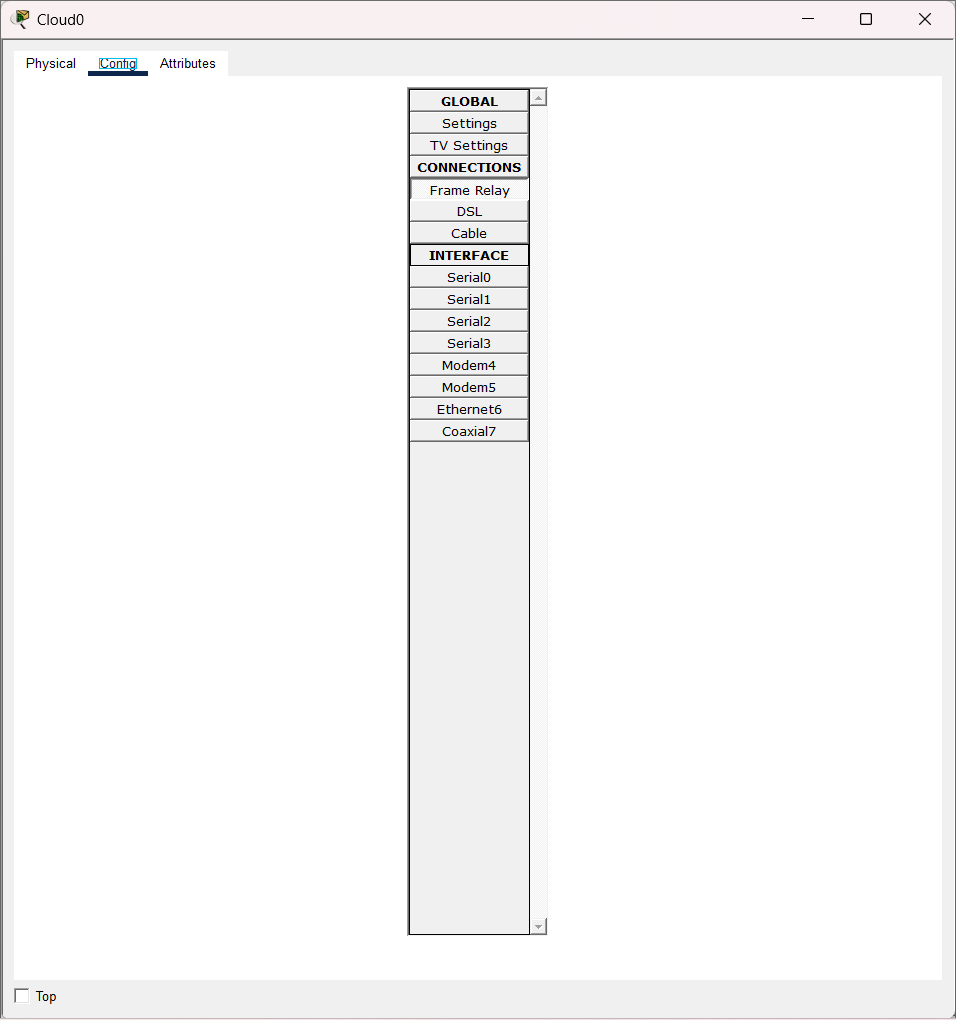 Cloud0
Physical Config Attributes
GLOBAL
Settings
TV Settings
CONNECTIONS
Frame Relay
DSL
Cable
INTERFACE
Serial0
Serial1
Serial2
Serial3
Modem4
Modem5
Ethernet6
Coaxial7
Top